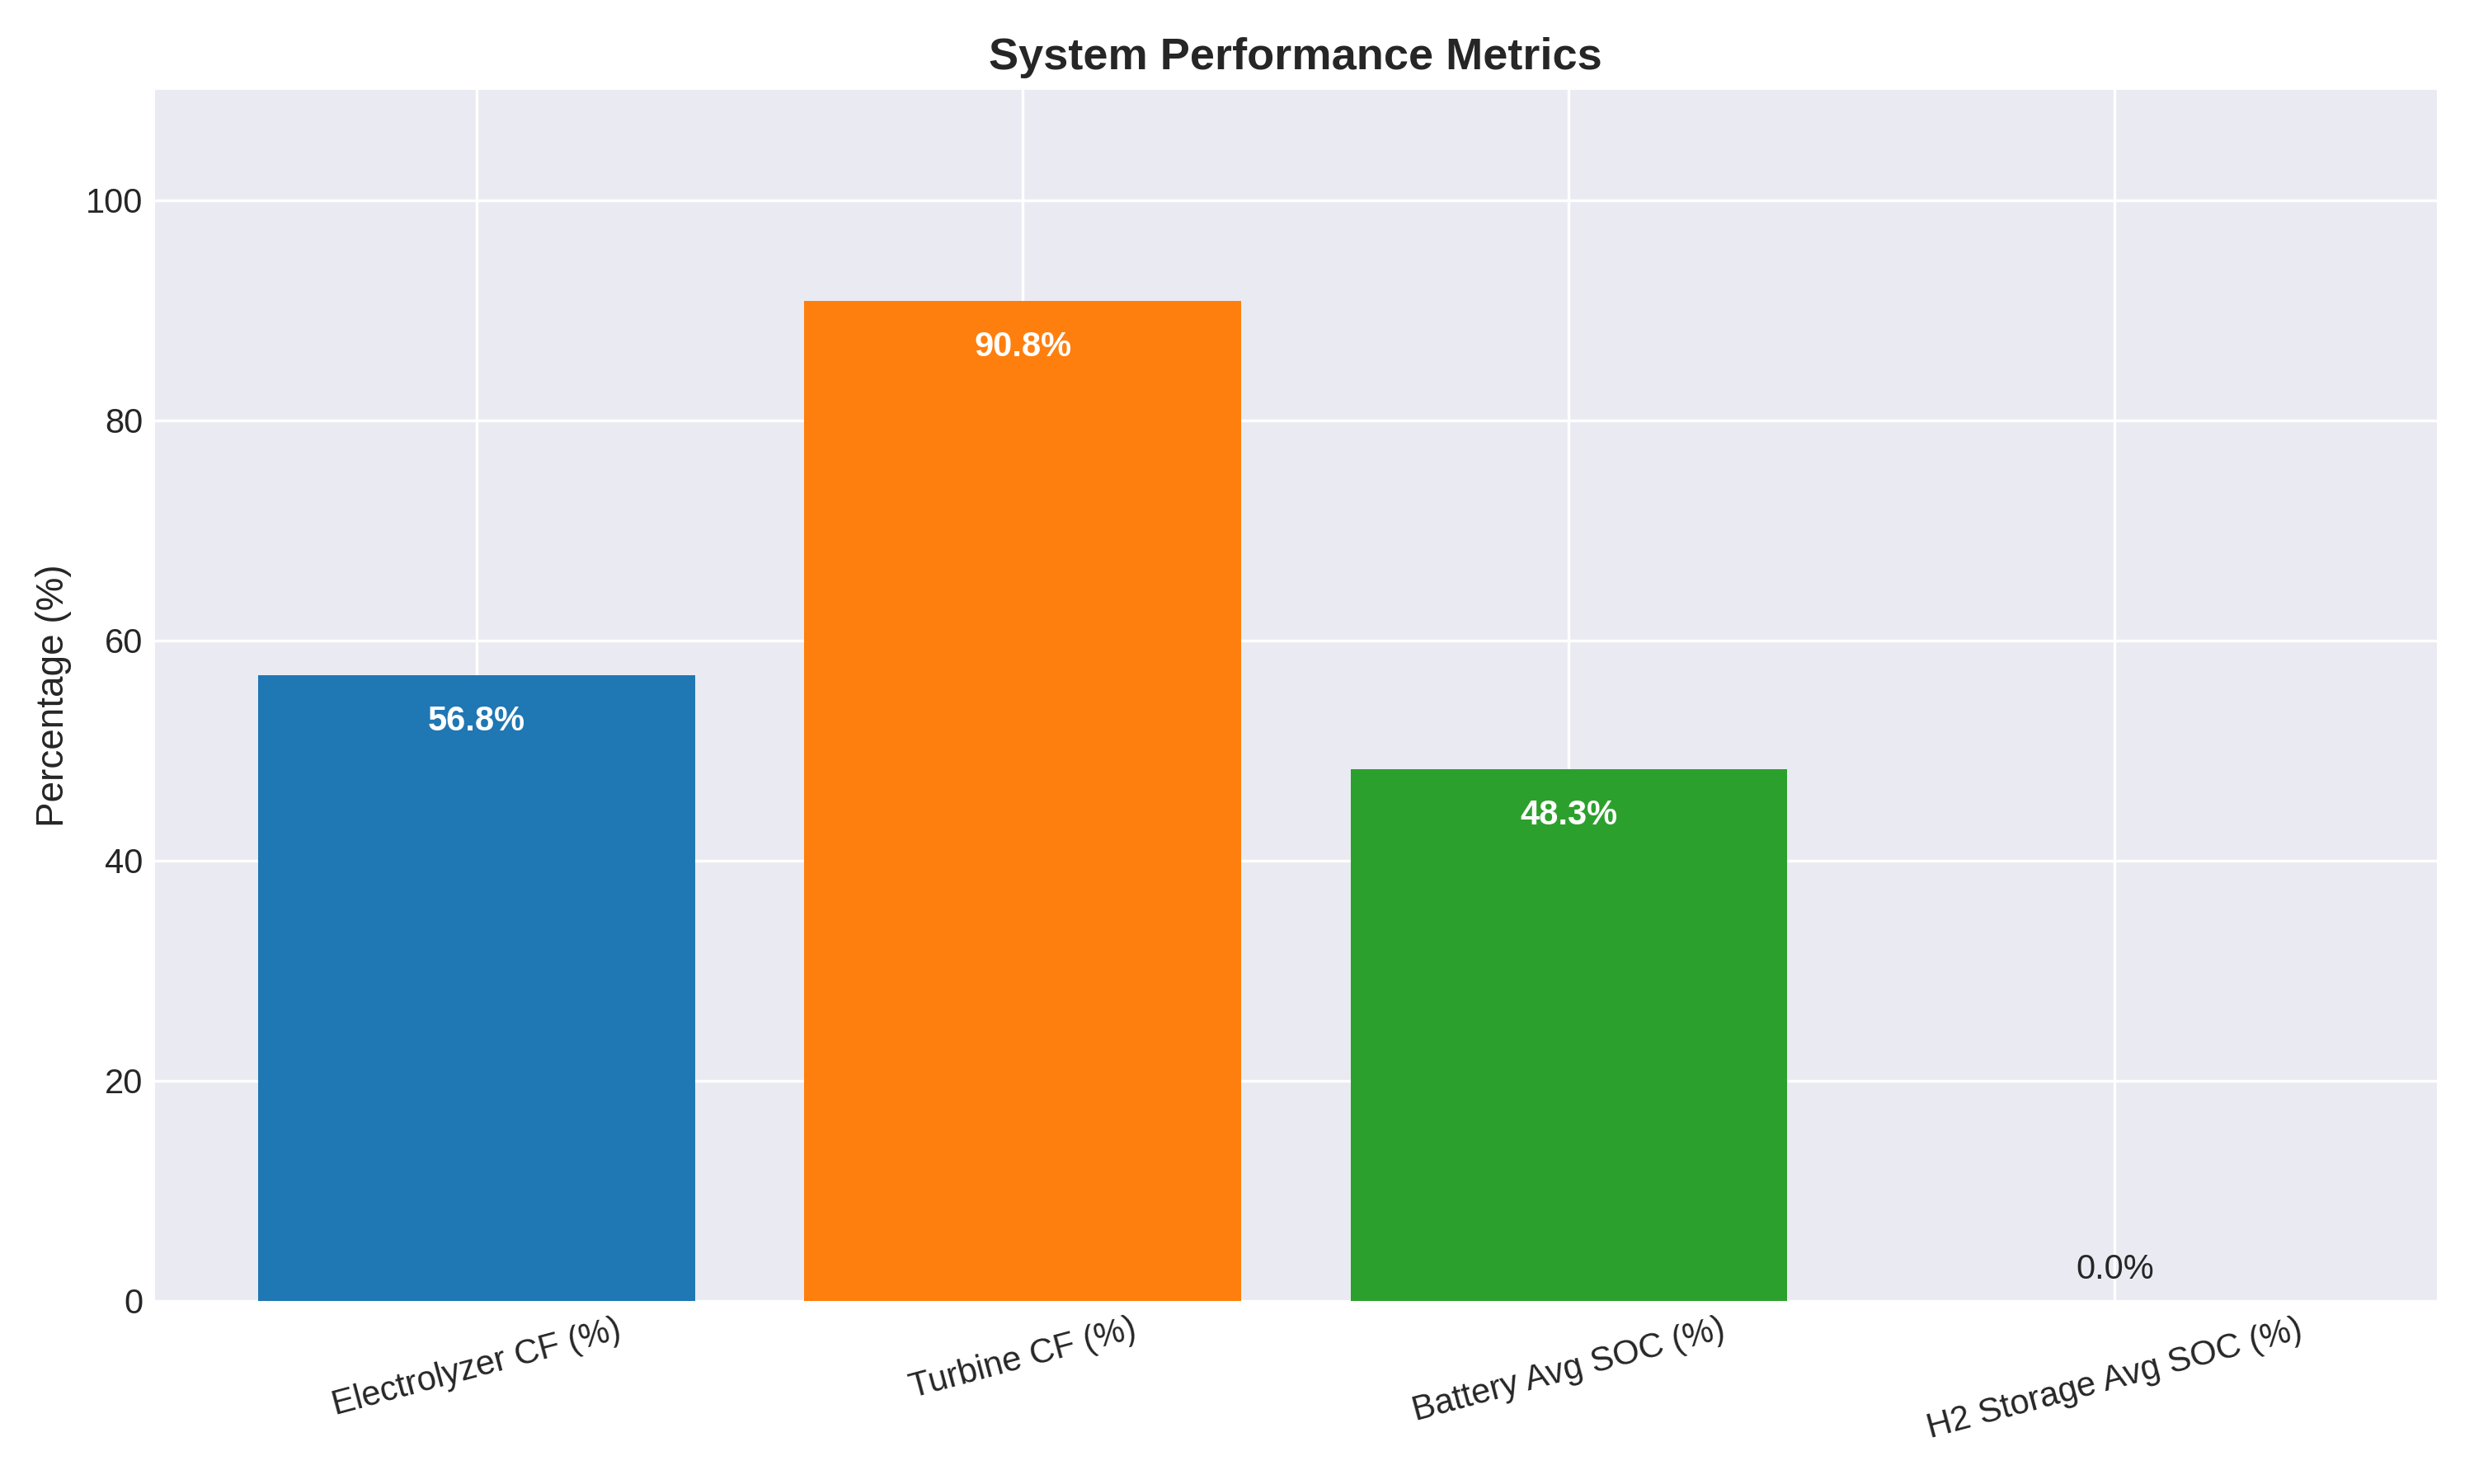 System Performance Metrics
Percentage (%)
100
80
60
40
20
0
56.8%
90.8%
48.3%
0.0%
Electrolyzer CF (%)
Turbine CF (%)
Battery Avg SOC (%)
H2 Storage Avg SOC (%)